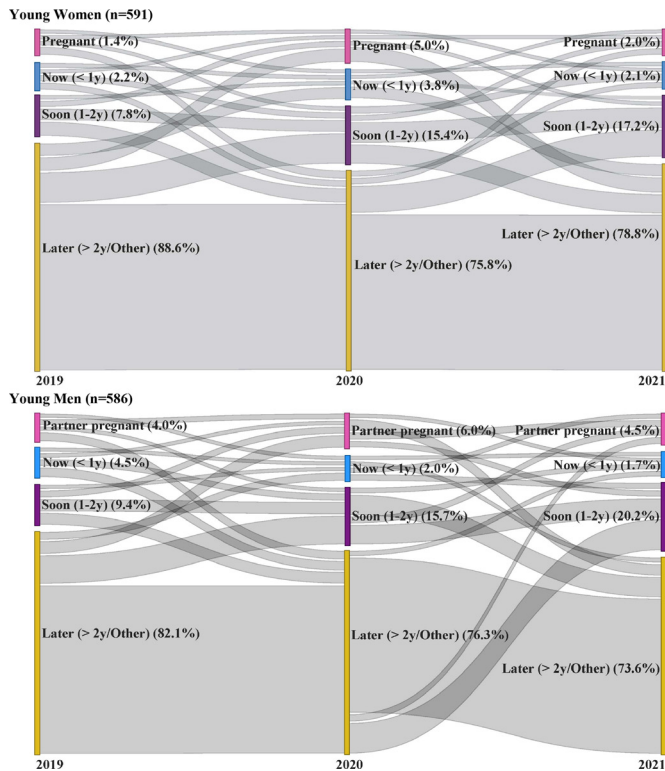 Young Women (n=591)
Pregnant (1.4%)
Pregnant (5.0%)
Pregnant (2.0%)
Now (< 1y) (2.2%)
Now (< 1y) (3.8%)
Now (< 1y) (2.1%)
Soon (1-2y) (7.8%)
Soon (1-2y) (15.4%)
Soon (1-2y) (17.2%)
Later (> 2y/Other) (88.6%)
Later (> 2y/Other) (75.8%)
Later (> 2y/Other) (78.8%)
2019
2020
2021
Young Men (n=586)
Partner pregnant (4.0%)
Partner pregnant (6.0%)
Partner pregnant (4.5%)
Now (< 1y) (4.5%)
Now (< 1y) (2.0%)
Now (< 1y) (1.7%)
Soon (1-2y) (9.4%)
Soon (1-2y) (15.7%)
Soon (1-2y) (20.2%)
Later (> 2y/Other) (82.1%)
Later (> 2y/Other) (76.3%)
Later (> 2y/Other) (73.6%)
2019
2020
2021